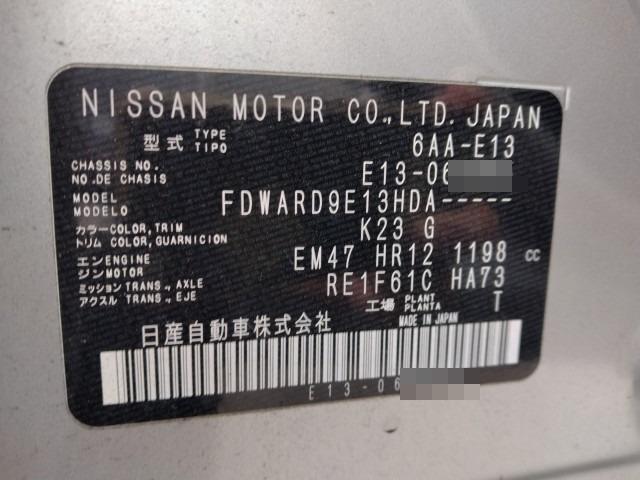 NISSAN MOTOR CO.,LTD. JAPAN
型式 TYPE TIPO 6AA-E13
CHASSIS NO. NO.DE CHASIS E13-06
MODEL MODELO FDWARD9E13HDA-----
カラー COLOR, TRIM トリム COLOR, GUARNICION K23 G
エンジン ENGINE MOTOR EM47 HR12 1198 CC
ミッション TRANS., AXLE アクスル TRANS., EJE RE1F61C HA73
工場 PLANT PLANTA T
日産自動車株式会社 MADE IN JAPAN
E13-06